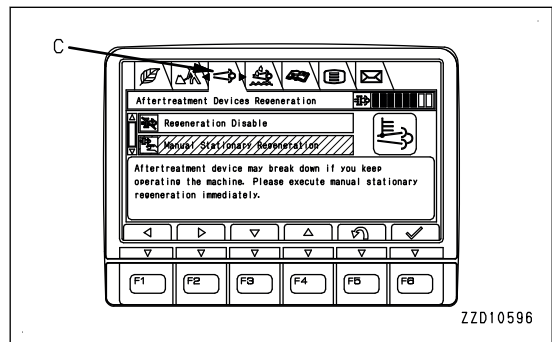 C
Aftertreatment Devices Regeneration
Regeneration Disable
Manual Stationary Regeneration
Aftertreatment device may break down if you keep
operating the machine. Please execute manual stationary
regeneration immediately.
F1 F2 F3 F4 F5 F6
ZZD10596